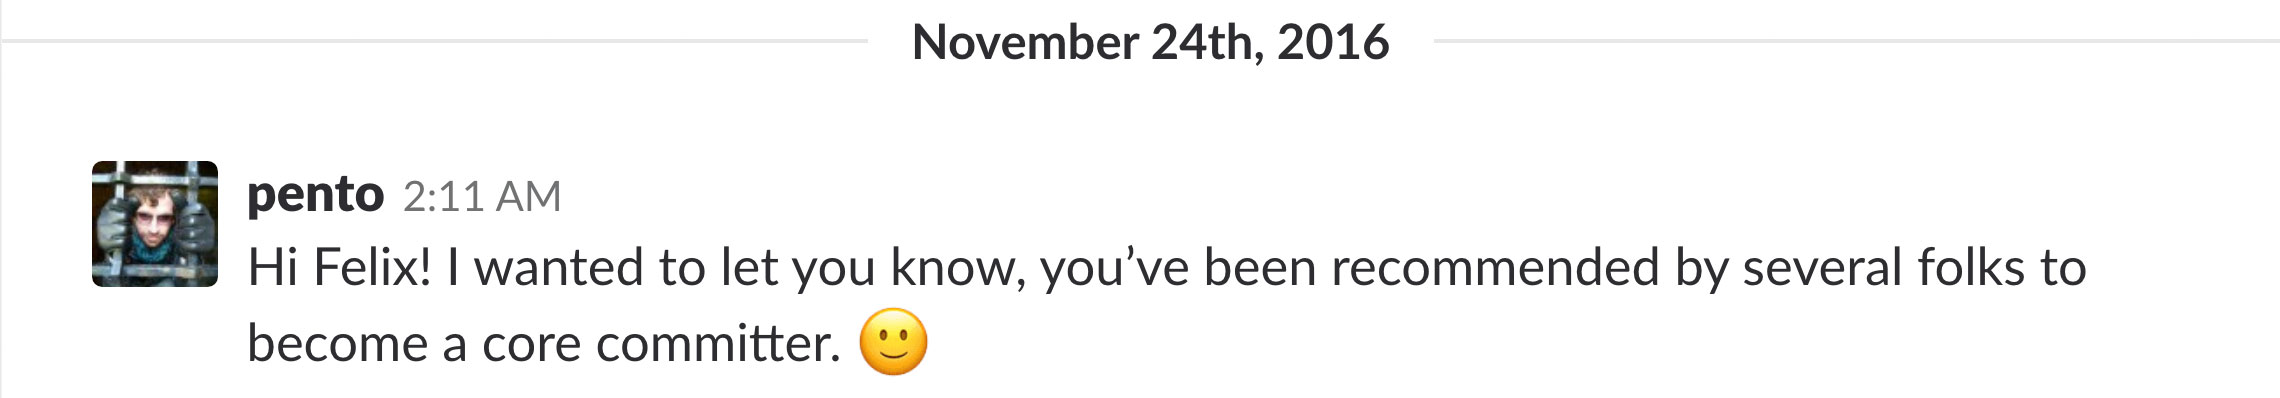 November 24th, 2016
pento 2:11 AM
Hi Felix! I wanted to let you know, you’ve been recommended by several folks to
become a core committer. 🙂